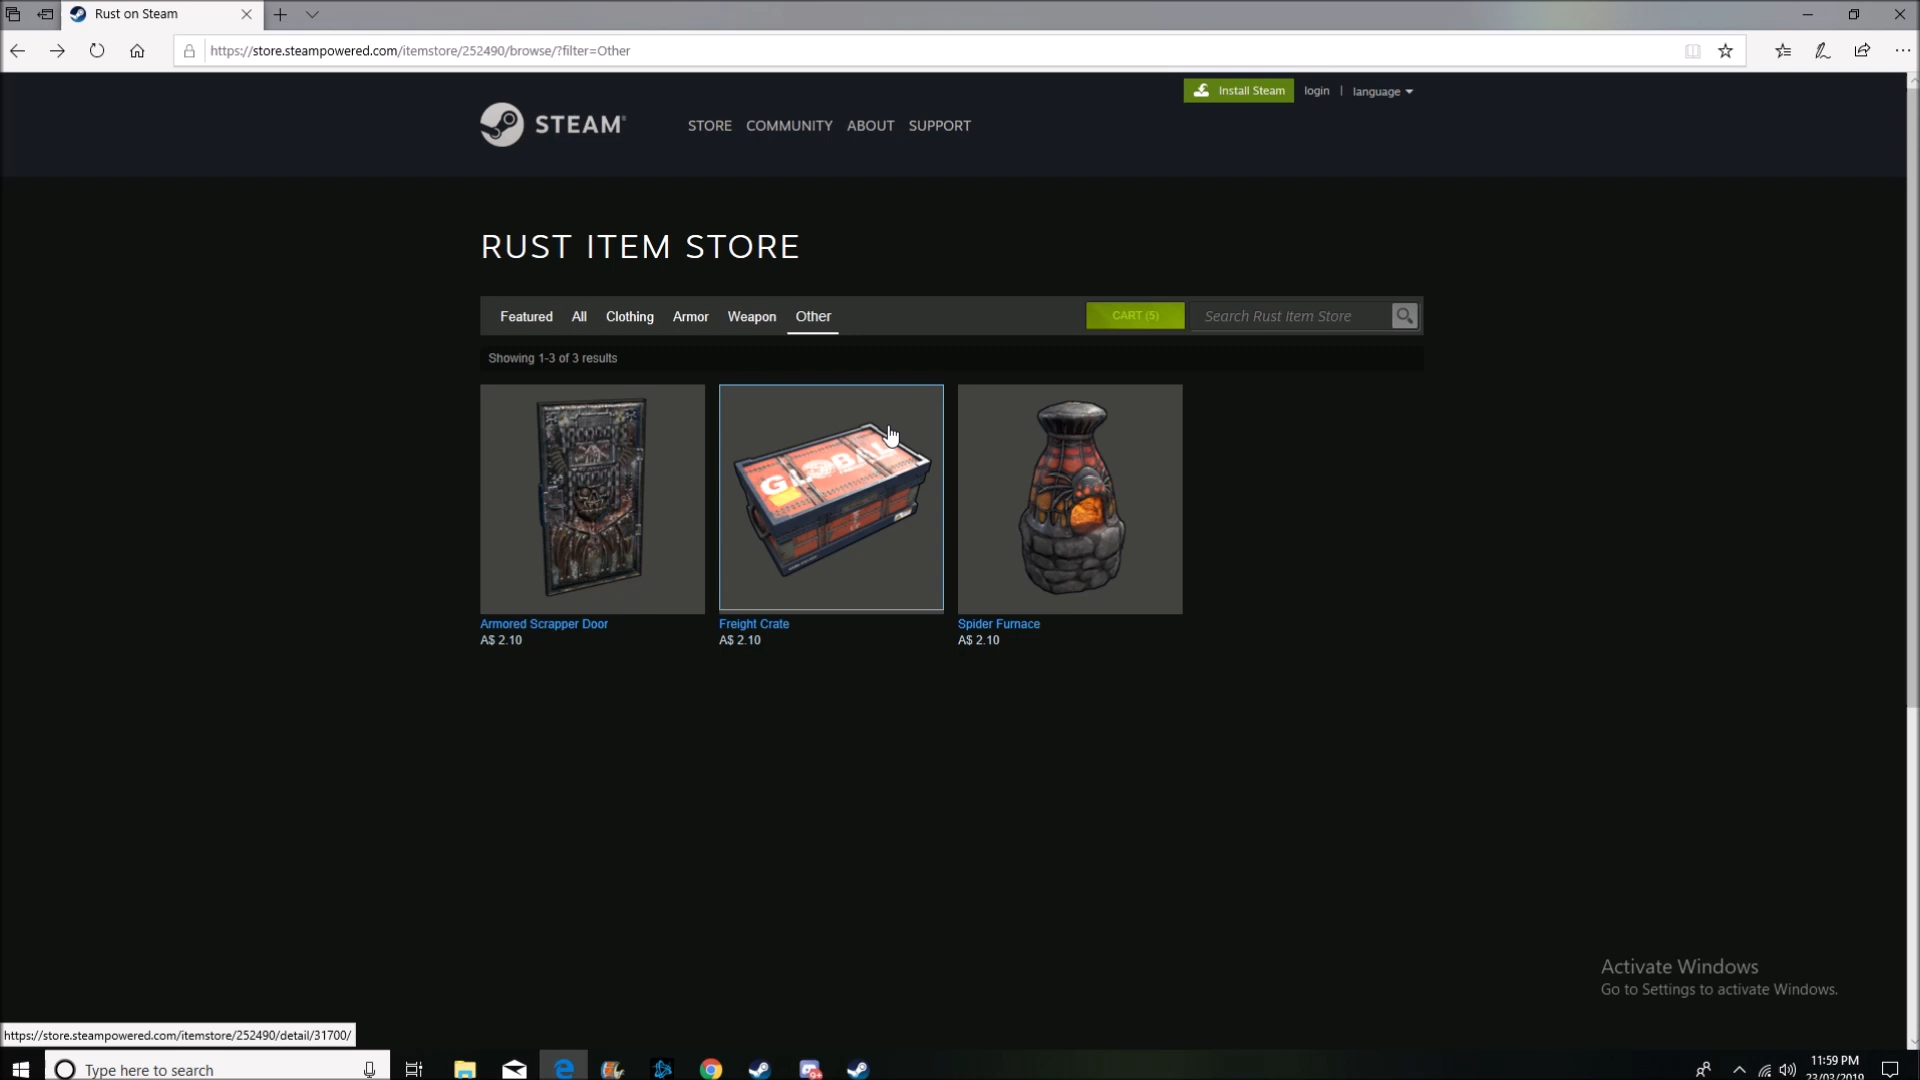 Rust on Steam
https://store.steampowered.com/itemstore/252490/browse/?filter=Other
Install Steam
login
|
language
STEAM
STORE COMMUNITY ABOUT SUPPORT
RUST ITEM STORE
Featured All Clothing Armor Weapon Other
CART (5)
Search Rust Item Store
Showing 1-3 of 3 results
GLOBAL
Armored Scrapper Door
A$ 2.10
Freight Crate
A$ 2.10
Spider Furnace
A$ 2.10
Activate Windows
Go to Settings to activate Windows.
https://store.steampowered.com/itemstore/252490/detail/31700/
Type here to search
11:59 PM
23/03/2019